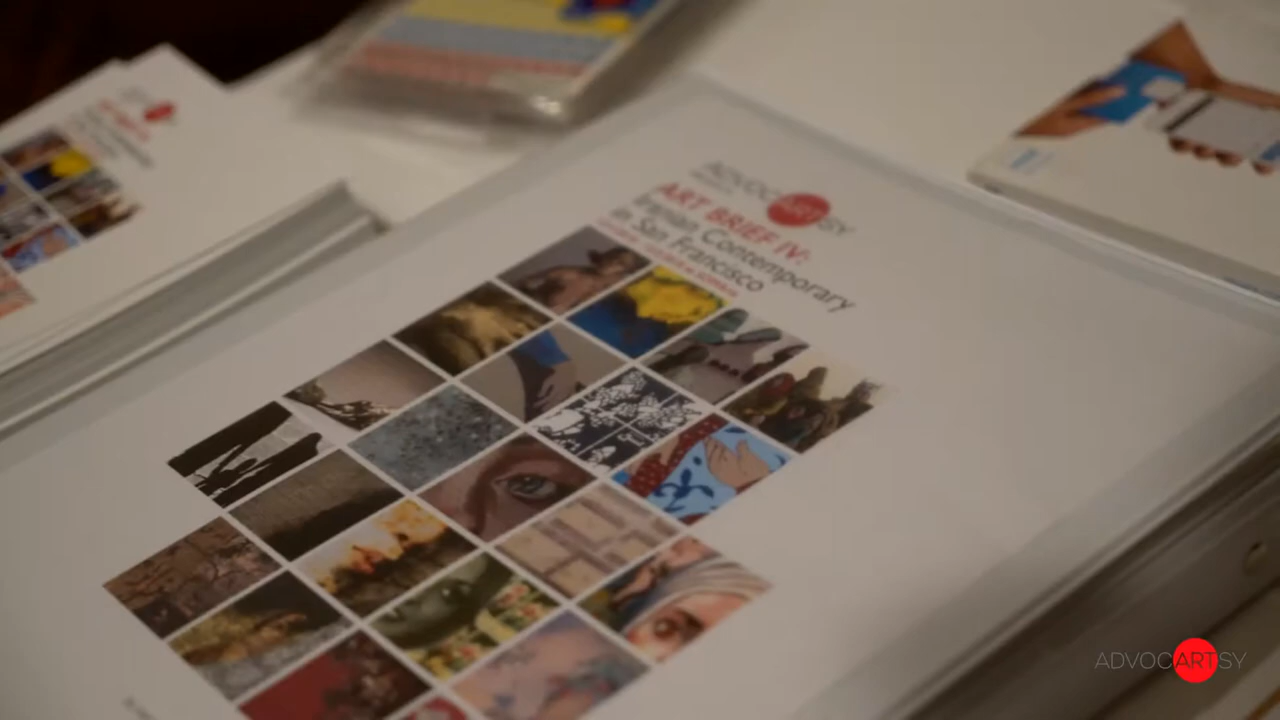 ADVOCARTSY
ART BRIEF IV:
Iranian Contemporary
in San Francisco
ADVOCARTSY